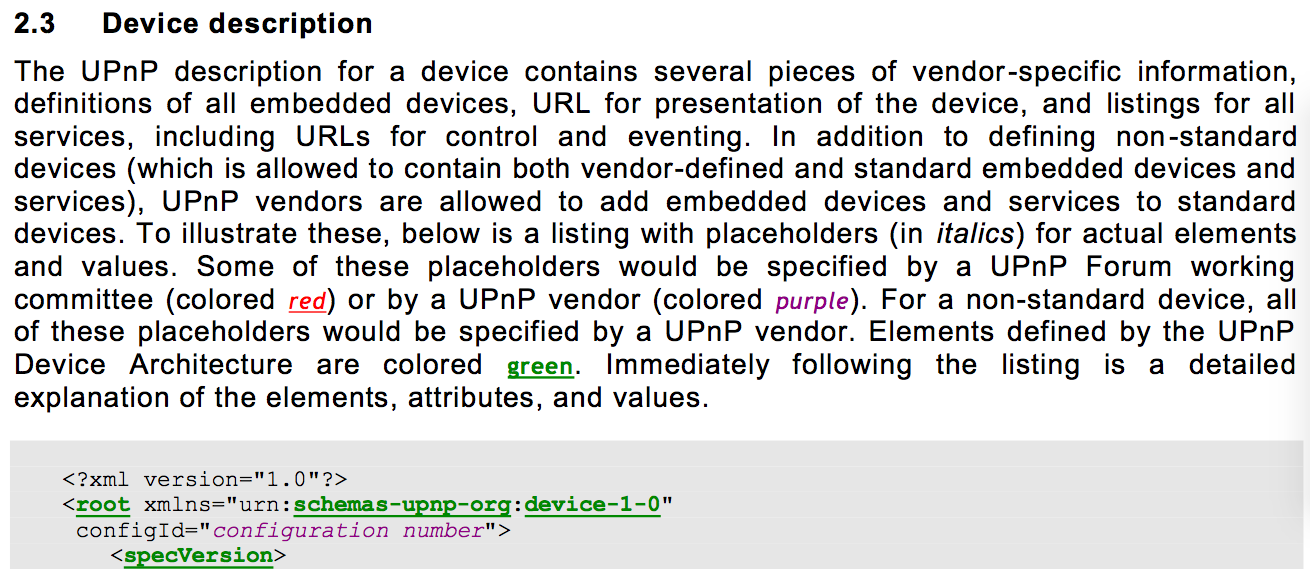 2.3 Device description
The UPnP description for a device contains several pieces of vendor-specific information,
definitions of all embedded devices, URL for presentation of the device, and listings for all
services, including URLs for control and eventing. In addition to defining non-standard
devices (which is allowed to contain both vendor-defined and standard embedded devices and
services), UPnP vendors are allowed to add embedded devices and services to standard
devices. To illustrate these, below is a listing with placeholders (in italics) for actual elements
and values. Some of these placeholders would be specified by a UPnP Forum working
committee (colored red) or by a UPnP vendor (colored purple). For a non-standard device, all
of these placeholders would be specified by a UPnP vendor. Elements defined by the UPnP
Device Architecture are colored green. Immediately following the listing is a detailed
explanation of the elements, attributes, and values.
<?xml version="1.0"?>
<root xmlns="urn:schemas-upnp-org:device-1-0"
configId="configuration number">
<specVersion>